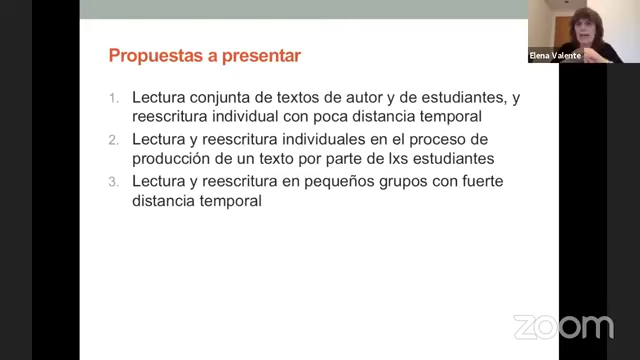 Propuestas a presentar
1. Lectura conjunta de textos de autor y de estudiantes, y
reescritura individual con poca distancia temporal
2. Lectura y reescritura individuales en el proceso de
producción de un texto por parte de lxs estudiantes
3. Lectura y reescritura en pequeños grupos con fuerte
distancia temporal
Elena Valente
zoom